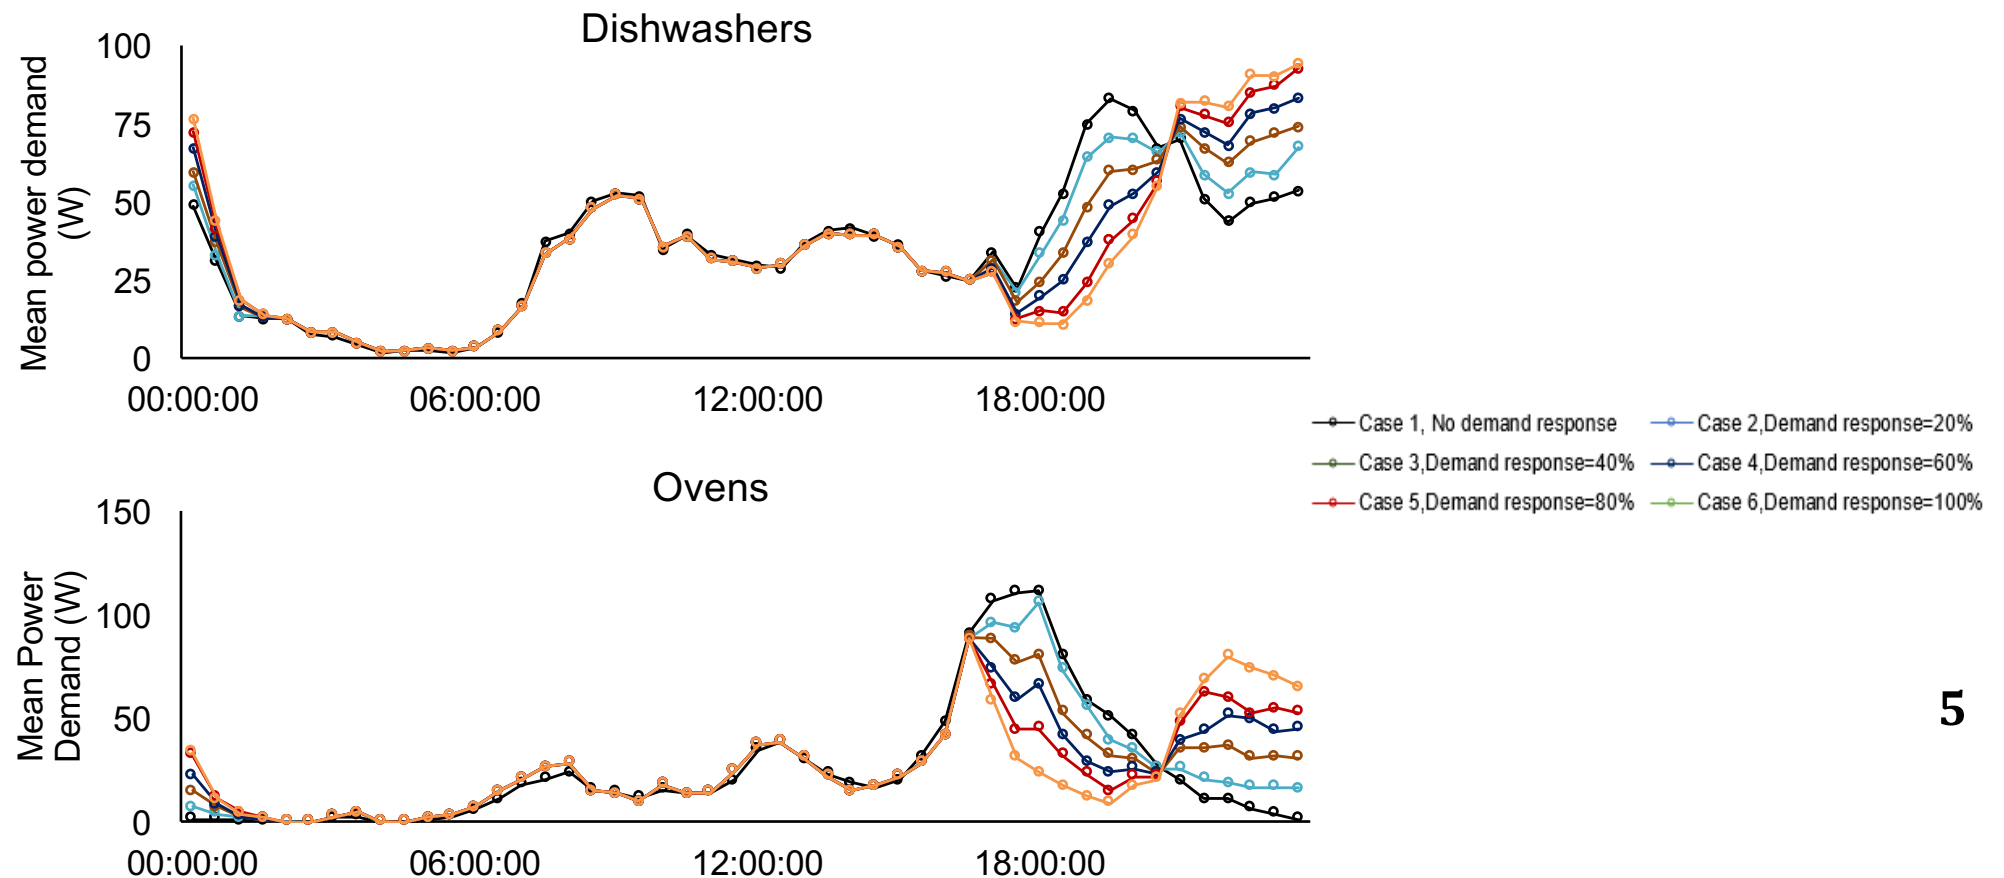 Dishwashers
Mean power demand
(W)
100
75
50
25
0
00:00:00 06:00:00 12:00:00 18:00:00
Case 1, No demand response
Case 2,Demand response=20%
Case 3,Demand response=40%
Case 4,Demand response=60%
Case 5,Demand response=80%
Case 6,Demand response=100%
Ovens
Mean Power
Demand (W)
150
100
50
0
00:00:00 06:00:00 12:00:00 18:00:00
5